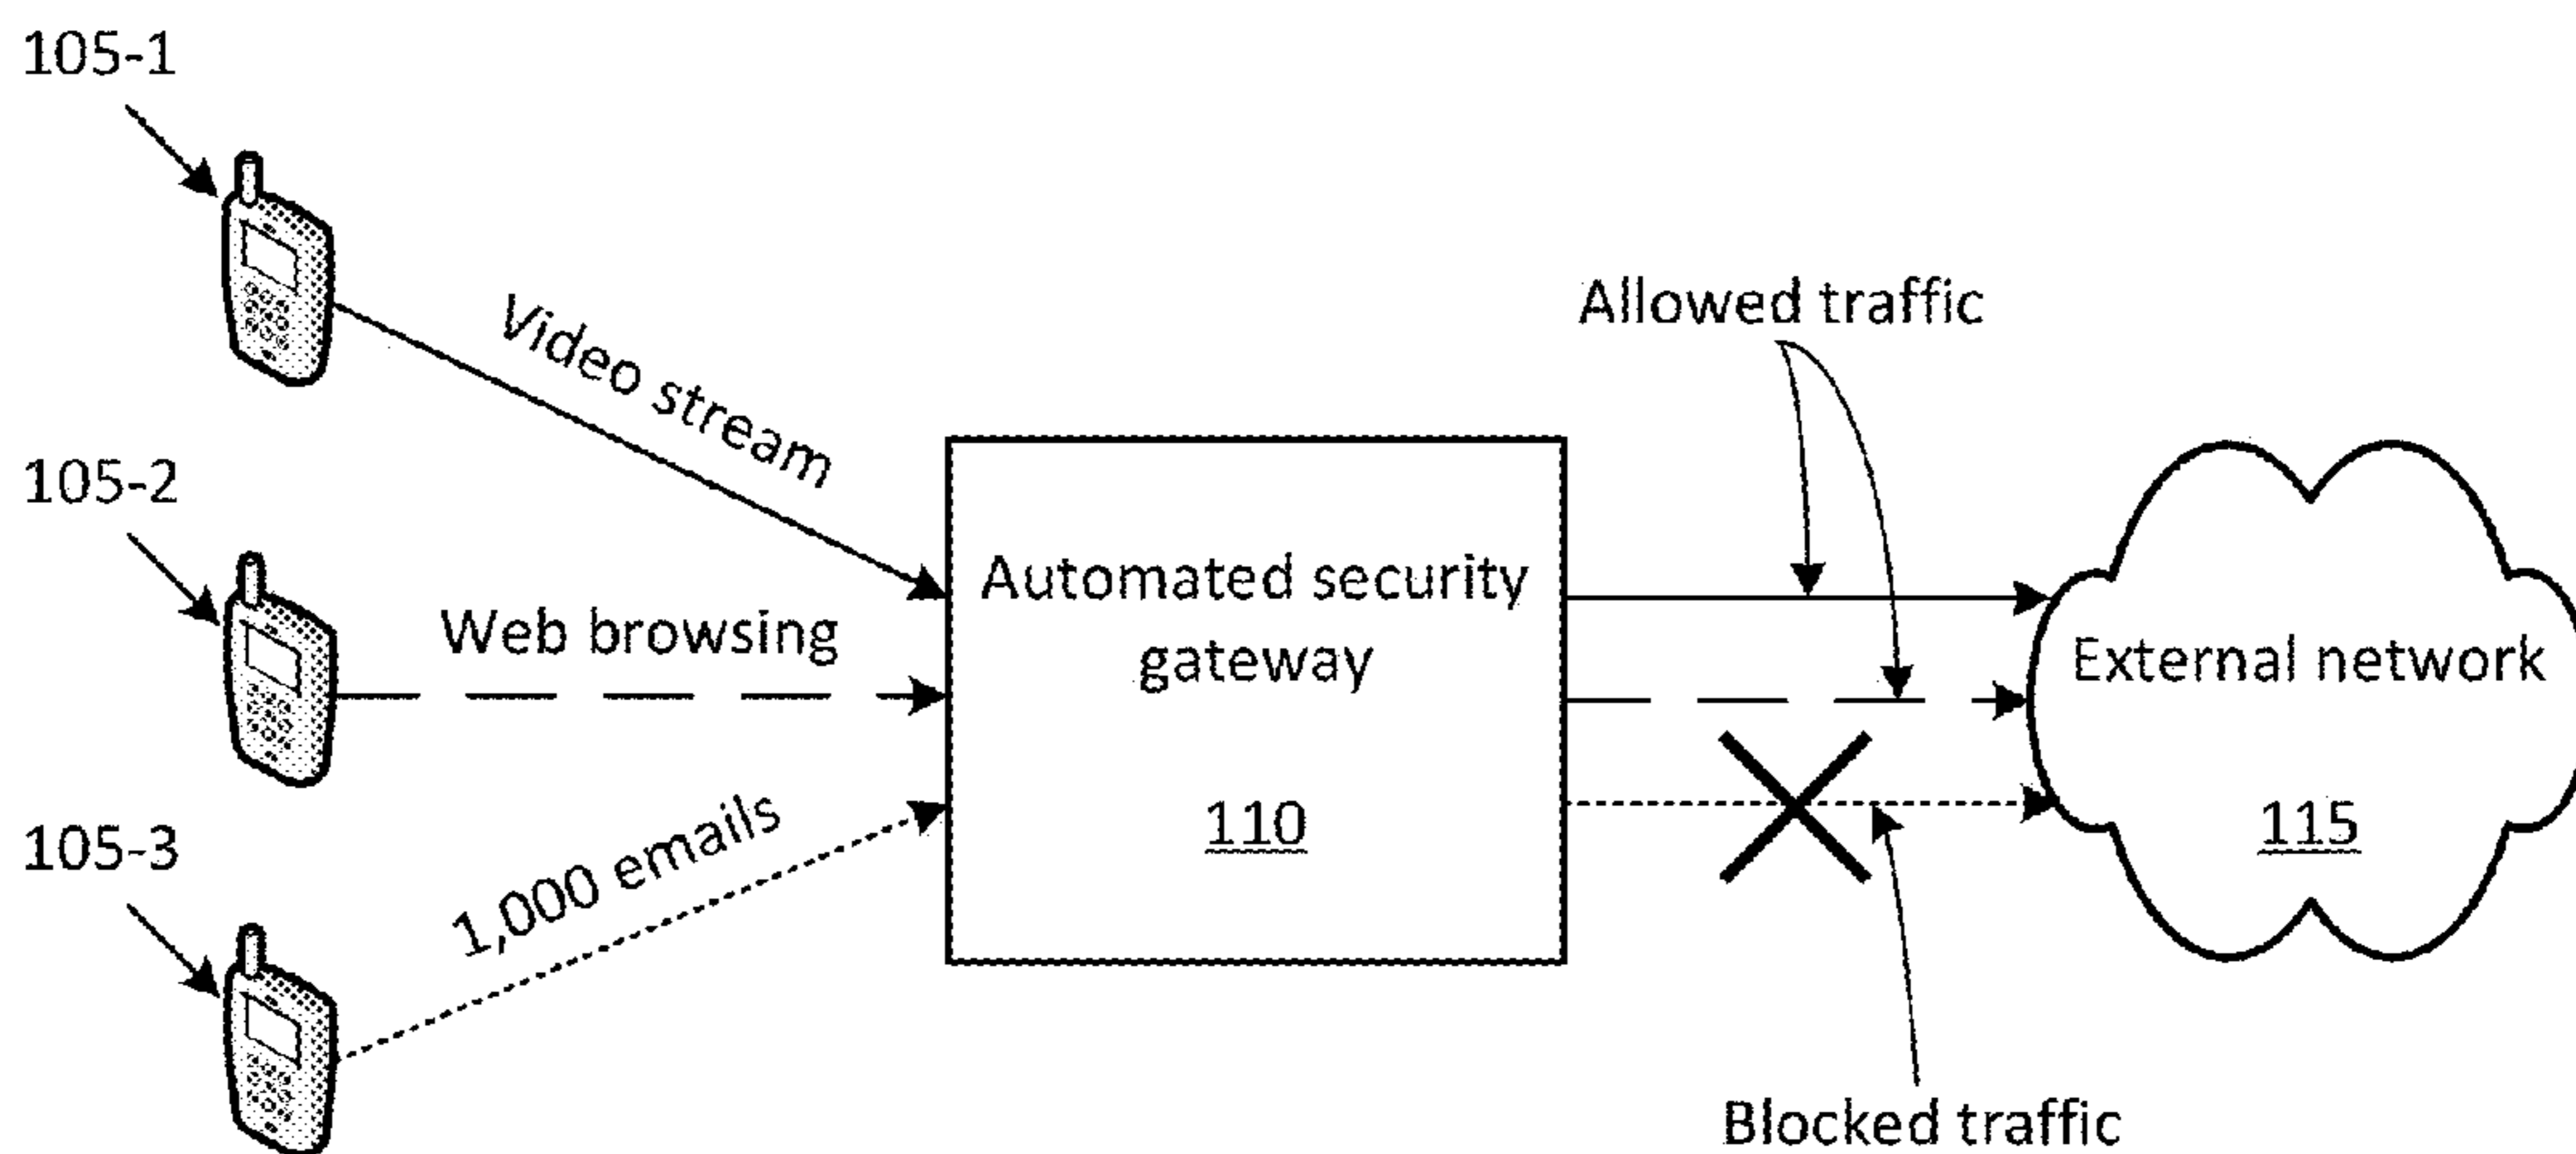 105-1
Video stream
Allowed traffic
105-2
Web browsing
Automated security
gateway
110
External network
115
105-3
1,000 emails
Blocked traffic